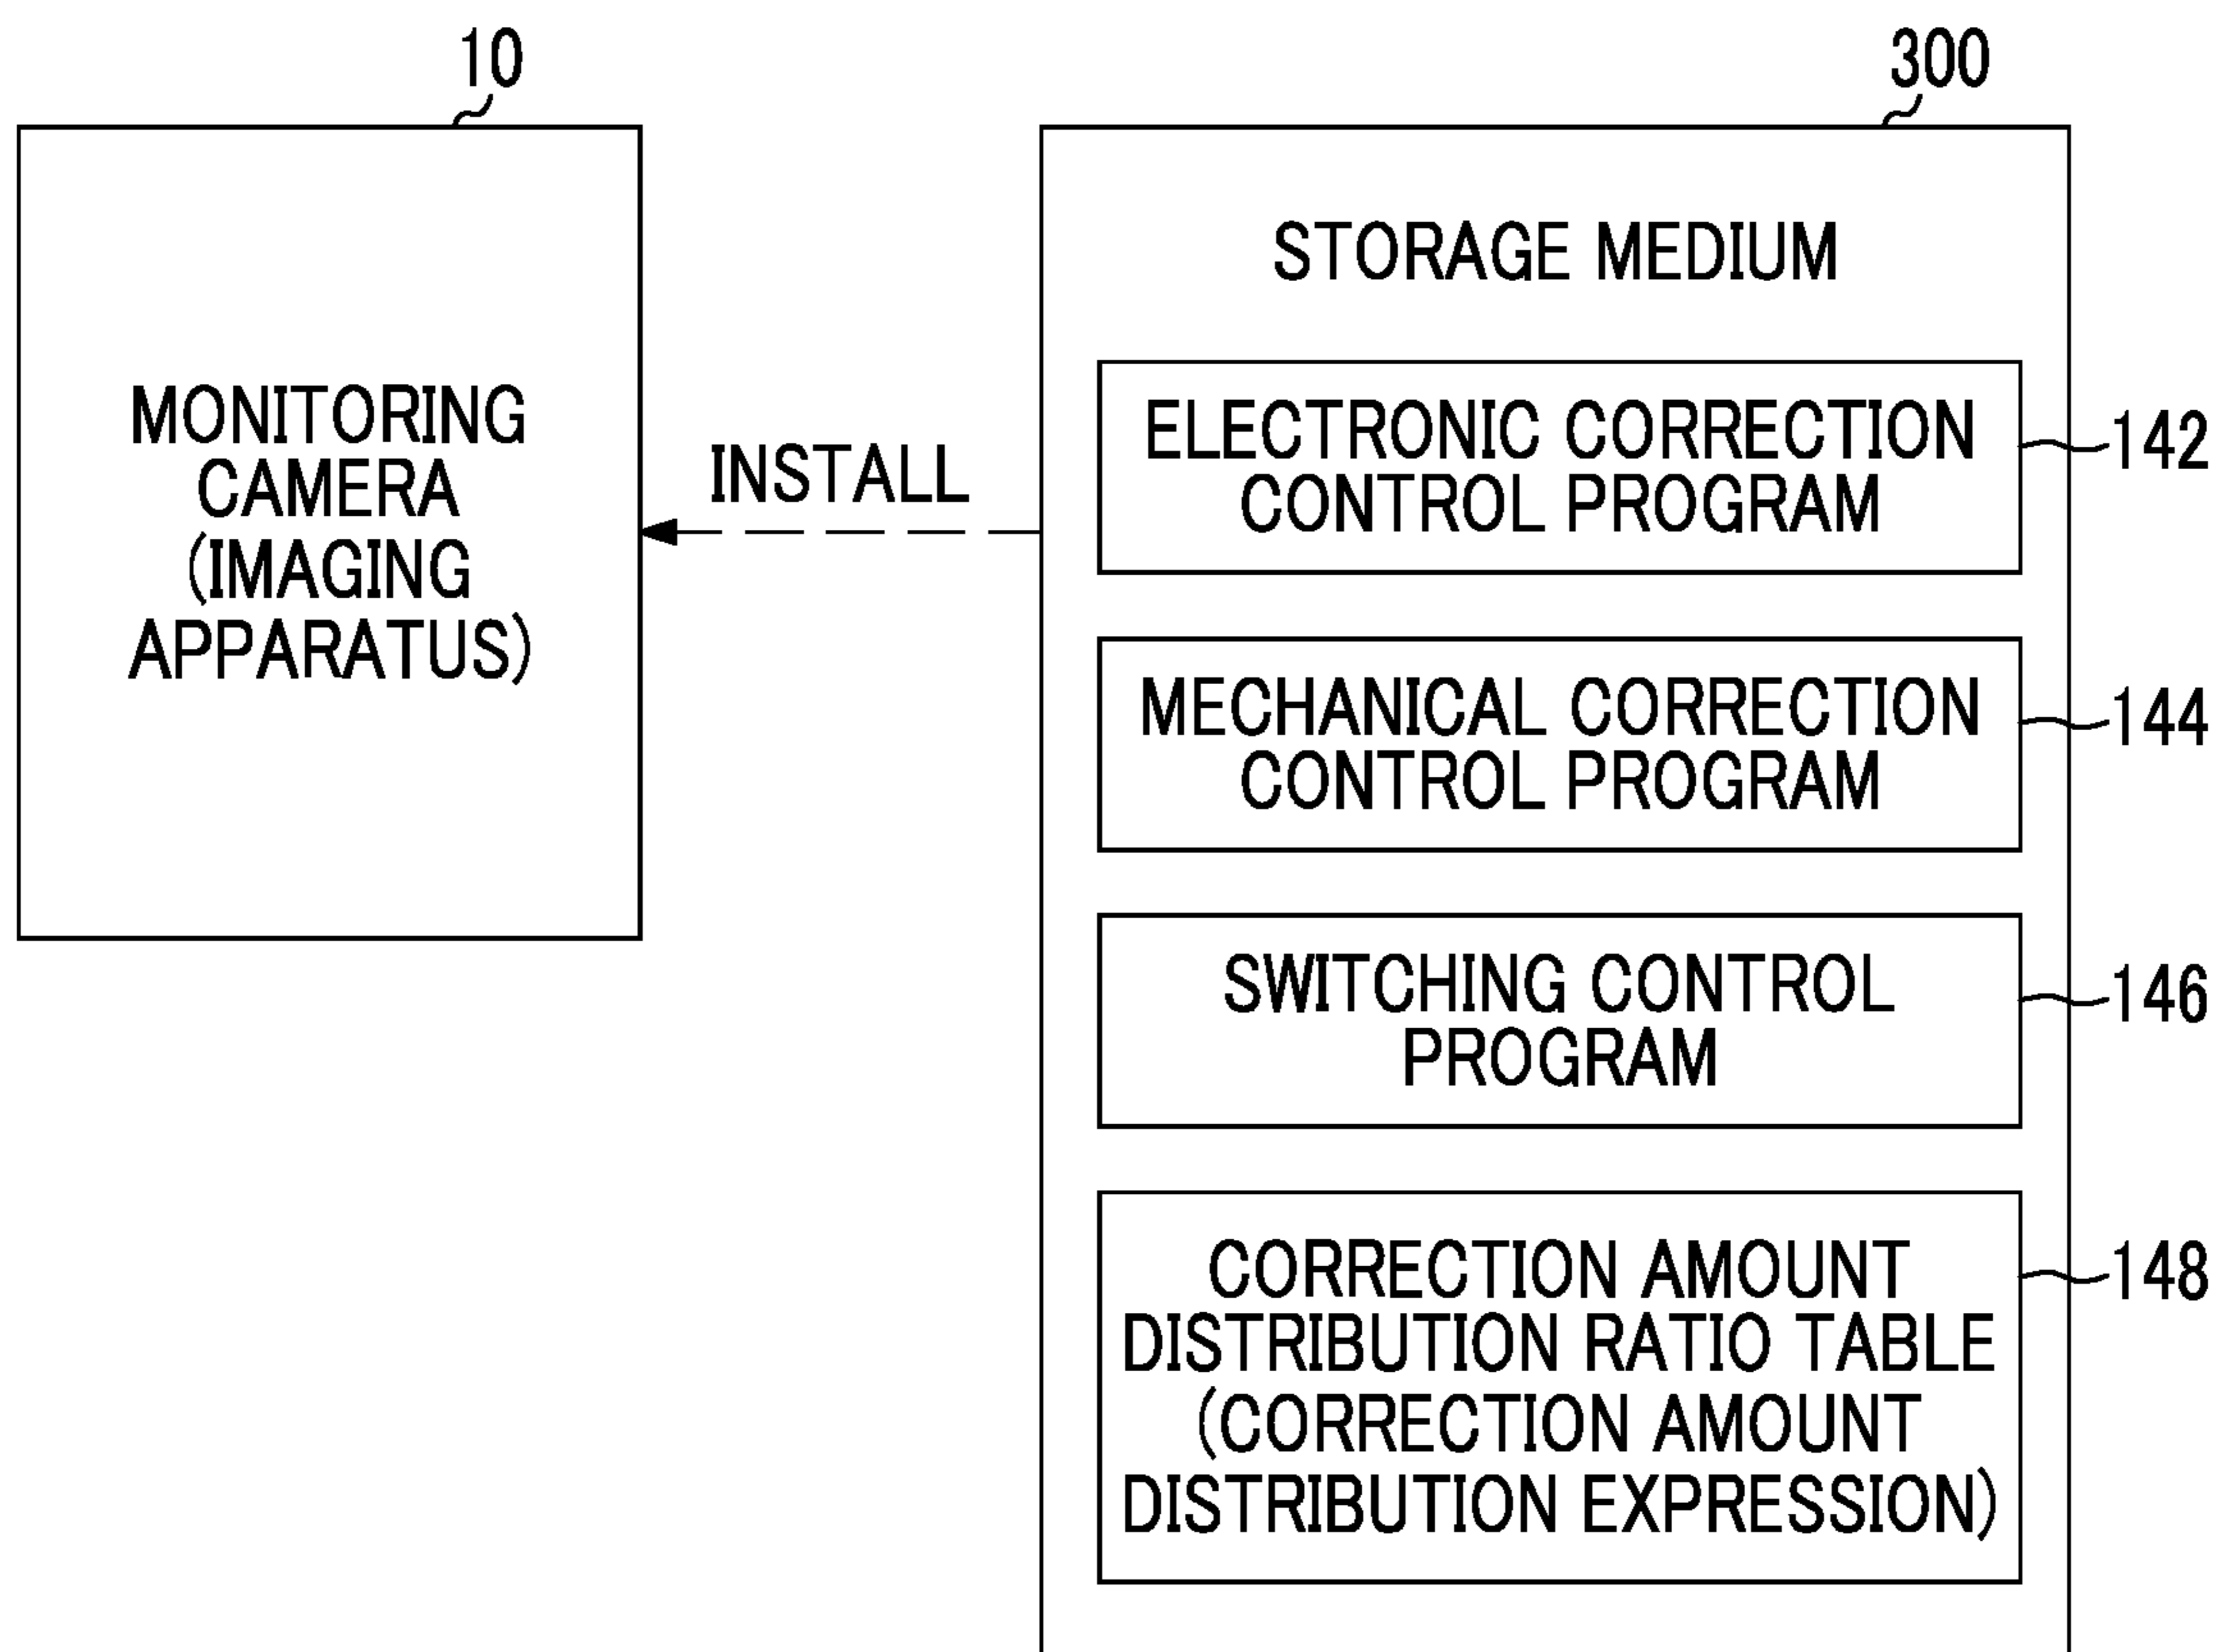 10
MONITORING
CAMERA
(IMAGING
APPARATUS)
INSTALL
300
STORAGE MEDIUM
ELECTRONIC CORRECTION
CONTROL PROGRAM
142
MECHANICAL CORRECTION
CONTROL PROGRAM
144
SWITCHING CONTROL
PROGRAM
146
CORRECTION AMOUNT
DISTRIBUTION RATIO TABLE
(CORRECTION AMOUNT
DISTRIBUTION EXPRESSION)
148